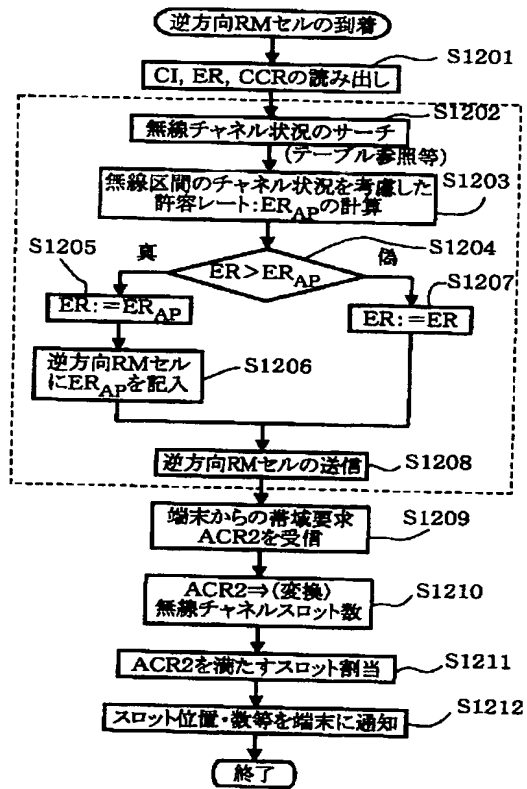 逆方向RMセルの到着
S1201
CI, ER, CCRの読み出し
S1202
無線チャネル状況のサーチ
(テーブル参照等)
S1203
無線区間のチャネル状況を考慮した
許容レート:ERAPの計算
S1204
S1205
真
偽
ER>ERAP
S1207
ER:=ERAP
ER:=ER
逆方向RMセル
にERAPを記入
S1206
逆方向RMセルの送信
S1208
端末からの帯域要求
ACR2を受信
S1209
ACR2⇒(変換)
無線チャネルスロット数
S1210
ACR2を満たすスロット割当
S1211
スロット位置・数等を端末に通知
S1212
終了